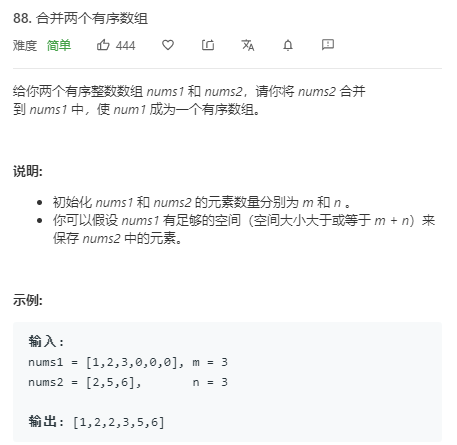 88. 合并两个有序数组
难度 简单 444
给你两个有序整数数组 nums1 和 nums2，请你将 nums2 合并
到 nums1 中，使 num1 成为一个有序数组。
说明:
初始化 nums1 和 nums2 的元素数量分别为 m 和 n 。
你可以假设 nums1 有足够的空间（空间大小大于或等于 m + n）来
保存 nums2 中的元素。
示例:
输入：
nums1 = [1,2,3,0,0,0], m = 3
nums2 = [2,5,6],       n = 3
输出：[1,2,2,3,5,6]